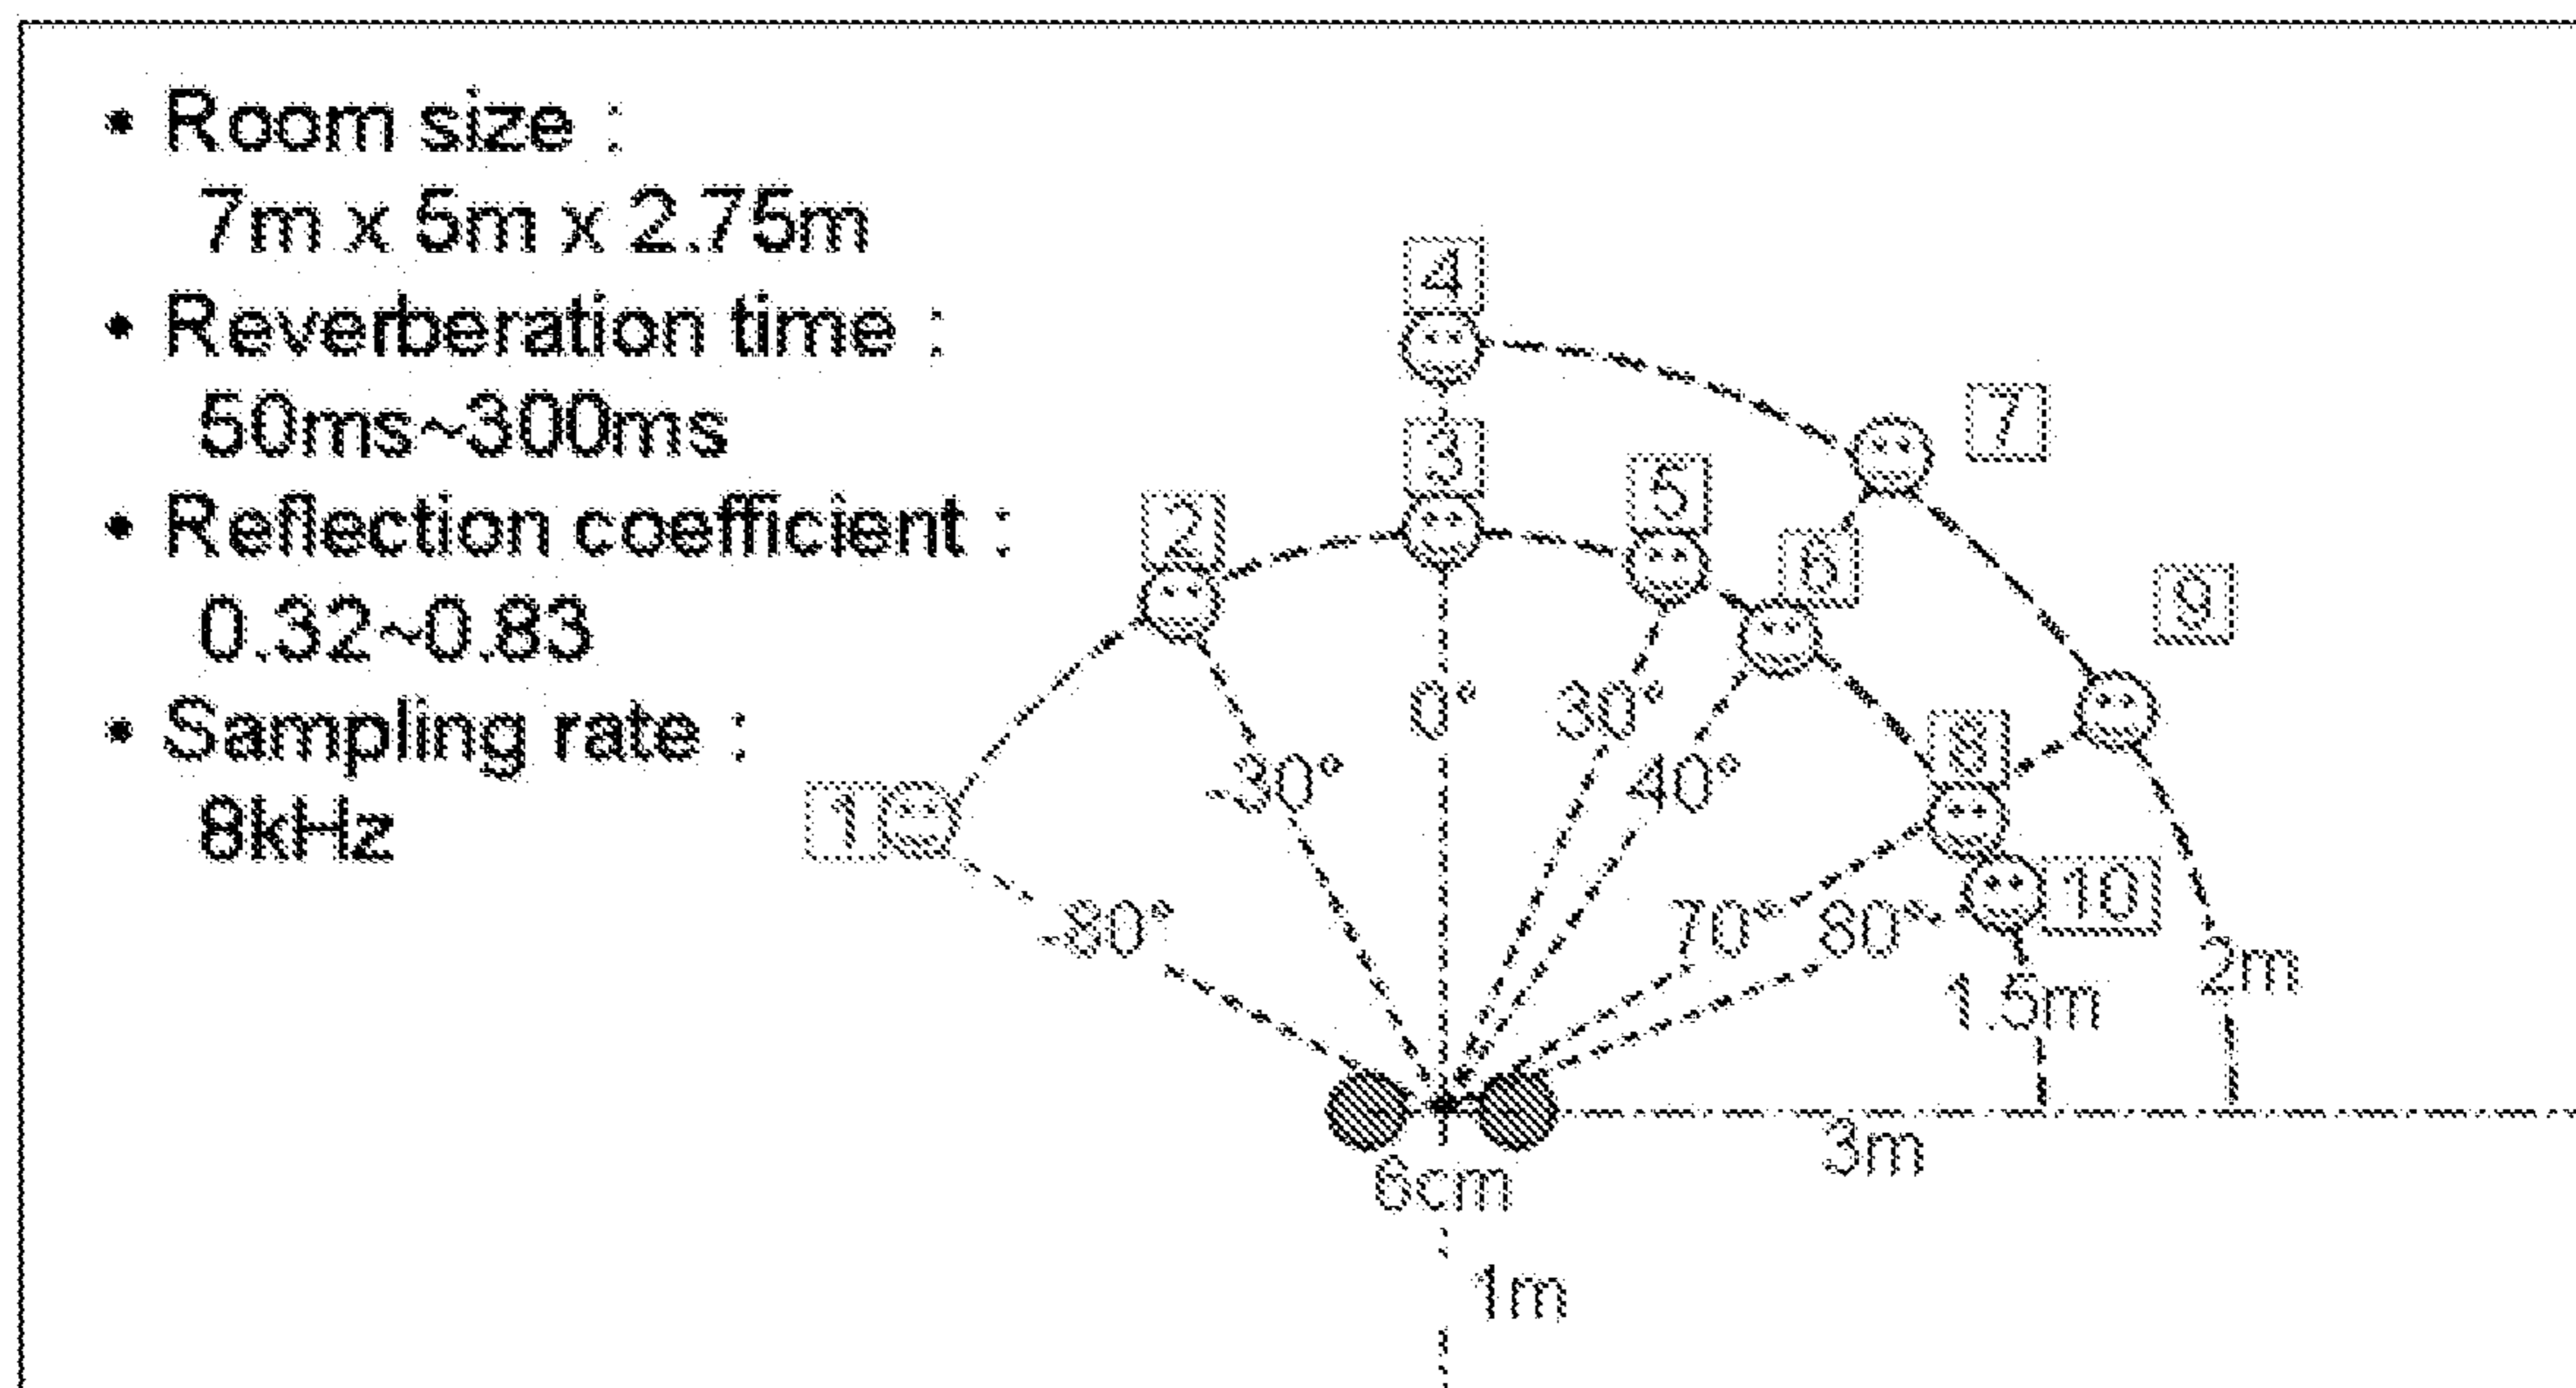 • Room size :
7m x 5m x 2.75m
• Reverberation time :
50ms~300ms
• Reflection coefficient :
0.32~0.83
• Sampling rate :
8kHz
4
7
3
5
2
6
9
0°
30°
-30°
40°
8
1
10
-80°
70°
80°
2m
1.5m
3m
6cm
1m